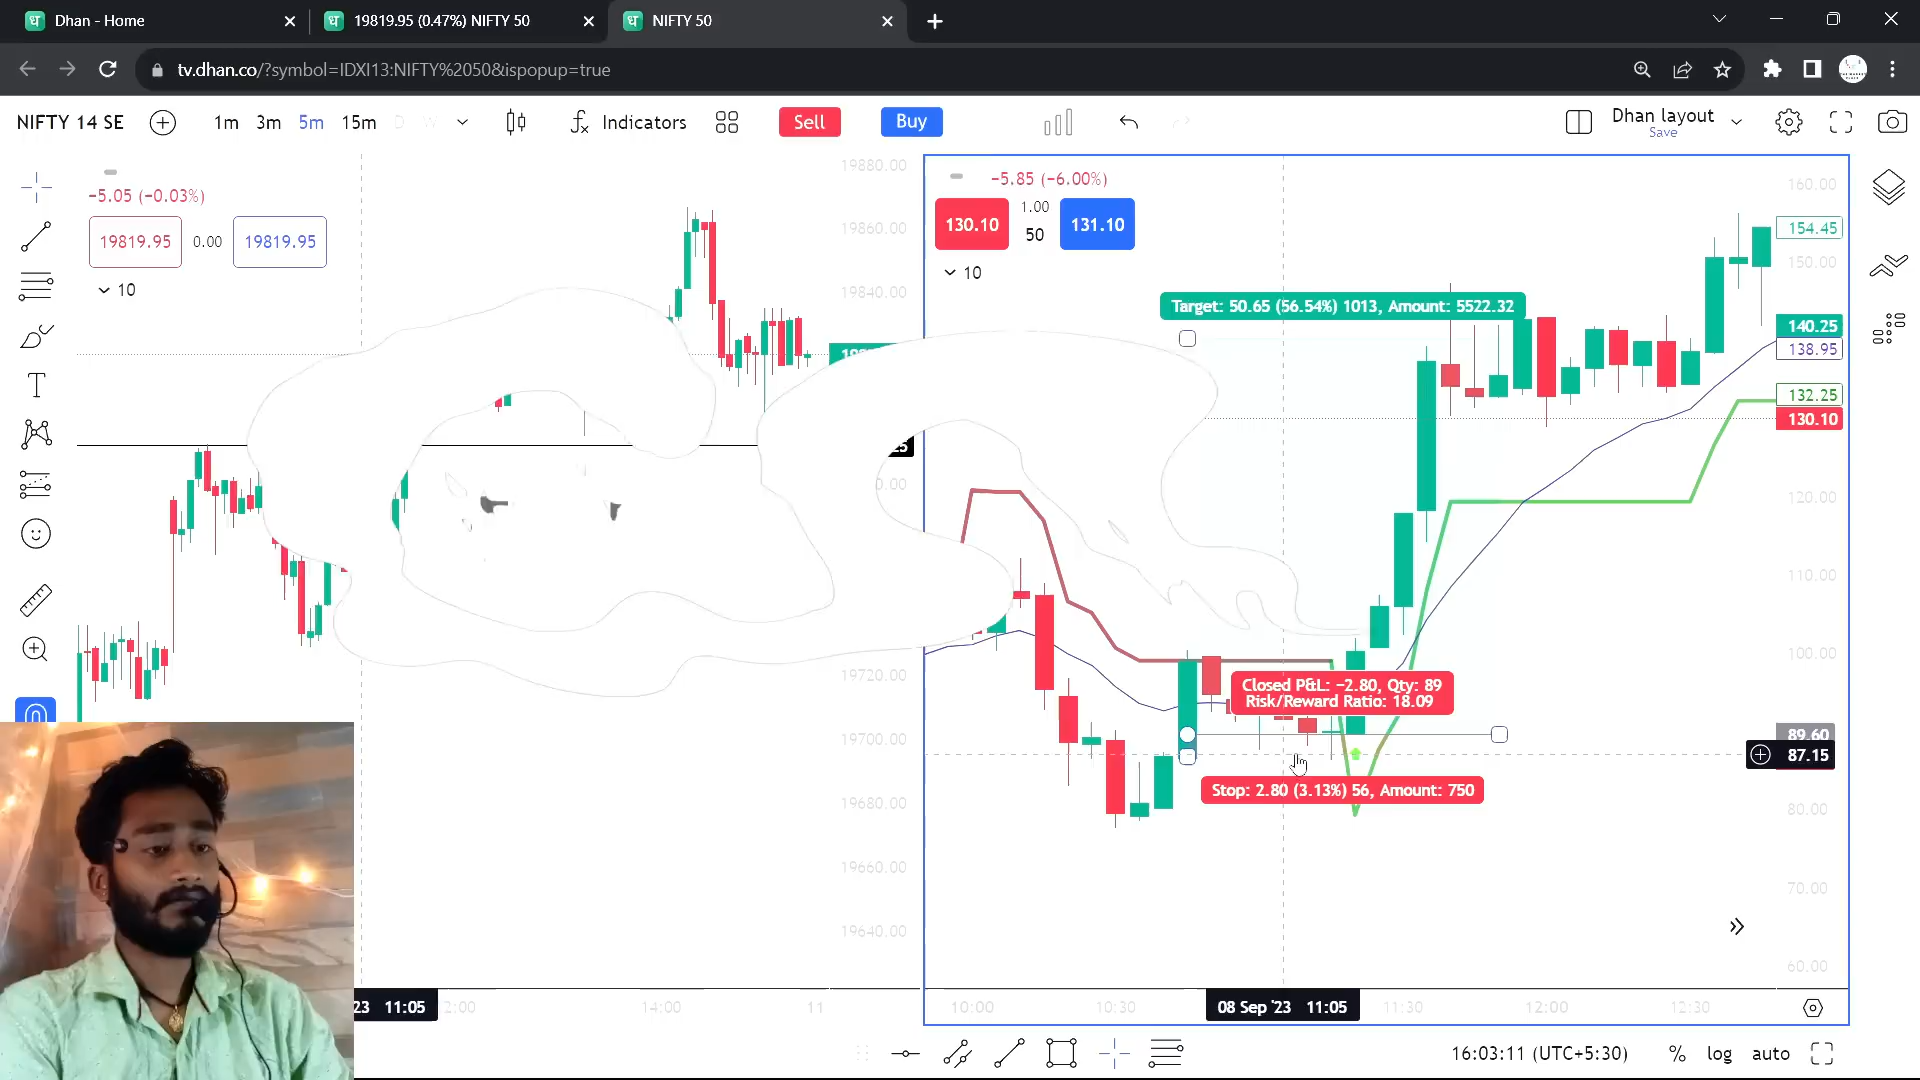 Dhan - Home
19819.95 (0.47%) NIFTY 50
NIFTY 50
tv.dhan.co/?symbol=IDXI13:NIFTY%2050&ispopup=true
NIFTY 14 SE
1m 3m 5m 15m D W
Indicators
Sell
Buy
Dhan layout
Save
−5.05 (−0.03%)
19819.95 0.00 19819.95
10
19880.00
19860.00
19840.00
19720.00
19700.00
19680.00
19660.00
19640.00
−5.85 (−6.00%)
130.10
1.00
50
131.10
10
Target: 50.65 (56.54%) 1013, Amount: 5522.32
Closed P&L: −2.80, Qty: 89
Risk/Reward Ratio: 18.09
Stop: 2.80 (3.13%) 56, Amount: 750
160.00
154.45
150.00
140.25
138.95
132.25
130.10
120.00
110.00
100.00
89.60
87.15
80.00
70.00
60.00
23 11:05
2:00
14:00
11
10:00
10:30
08 Sep '23 11:05
11:30
12:00
12:30
16:03:11 (UTC+5:30)
%
log
auto